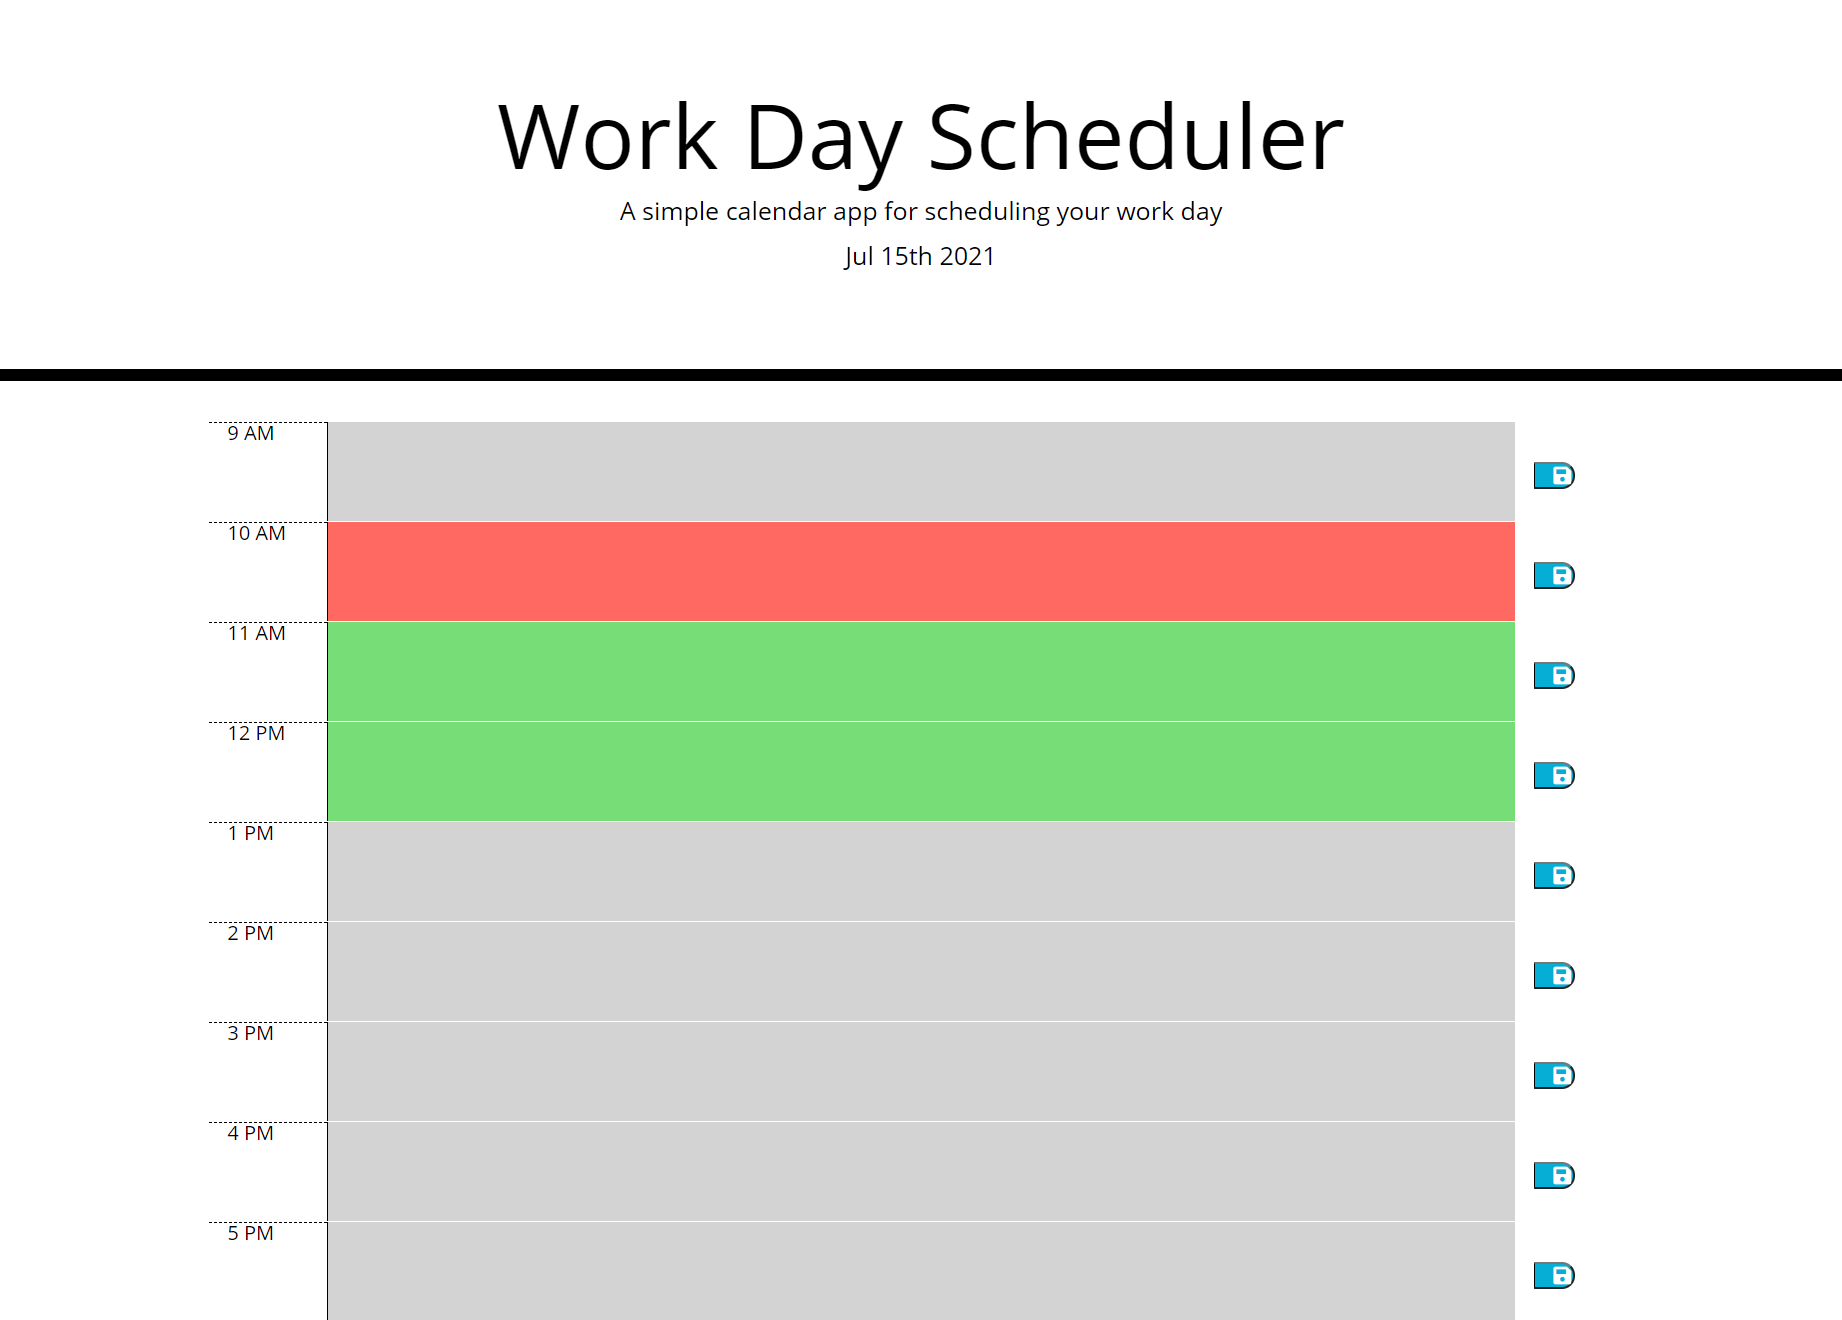 Work Day Scheduler
A simple calendar app for scheduling your work day
Jul 15th 2021
9 AM
10 AM
11 AM
12 PM
1 PM
2 PM
3 PM
4 PM
5 PM